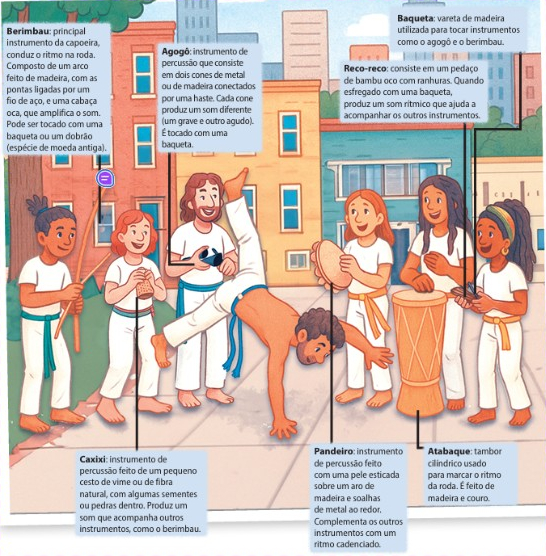 Berimbau: principal
instrumento da capoeira,
conduz o ritmo na roda.
Composto de um arco
feito de madeira, com as
pontas ligadas por um
fio de aço, e uma cabaça
oca, que amplifica o som.
Pode ser tocado com uma
baqueta ou um dobrão
(espécie de moeda antiga).
Agogô: instrumento de
percussão que consiste
em dois cones de metal
ou de madeira conectados
por uma haste. Cada cone
produz um som diferente
(um grave e outro agudo).
É tocado com uma
baqueta.
Baqueta: vareta de madeira
utilizada para tocar instrumentos
como o agogô e o berimbau.
Reco-reco: consiste em um pedaço
de bambu oco com ranhuras. Quando
esfregado com uma baqueta,
produz um som rítmico que ajuda a
acompanhar os outros instrumentos.
Caxixi: instrumento de
percussão feito de um pequeno
cesto de vime ou de fibra
natural, com algumas sementes
ou pedras dentro. Produz um
som que acompanha outros
instrumentos, como o berimbau.
Pandeiro: instrumento
de percussão feito
com uma pele esticada
sobre um aro de
madeira e soalhas
de metal ao redor.
Complementa os outros
instrumentos com um
ritmo cadenciado.
Atabaque: tambor
cilíndrico usado
para marcar o ritmo
da roda. É feito de
madeira e couro.